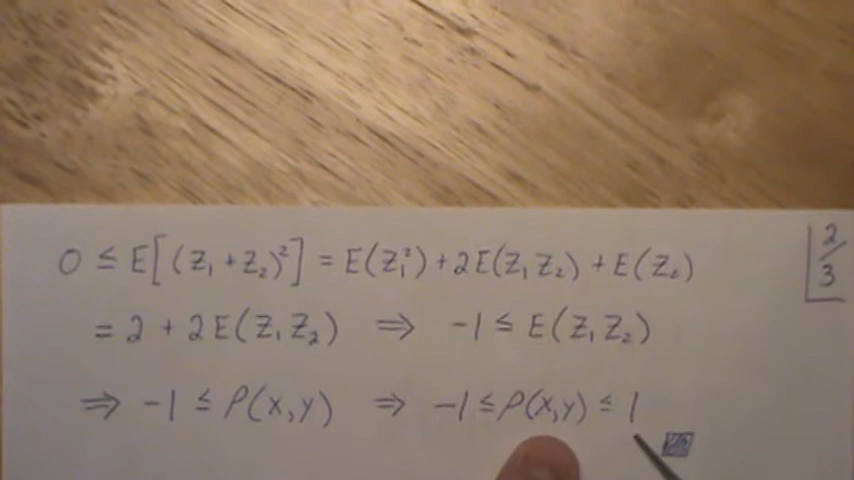 0 ≤ E[(Z₁ + Z₂)²] = E(Z₁²) + 2E(Z₁Z₂) + E(Z₂)
= 2 + 2E(Z₁Z₂) ⇒ -1 ≤ E(Z₁Z₂)
⇒ -1 ≤ ρ(x,y) ⇒ -1 ≤ ρ(x,y) ≤ 1
2/3